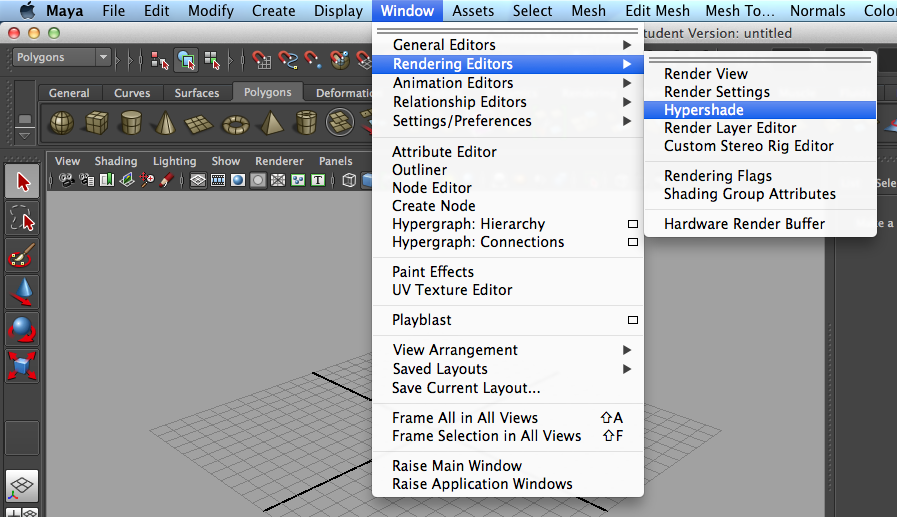 Maya File Edit Modify Create Display Window Assets Select Mesh Edit Mesh Mesh To... Normals Color
tudent Version: untitled
Polygons
General Curves Surfaces Polygons Deformation
View Shading Lighting Show Renderer Panels
General Editors
Rendering Editors
Animation Editors
Relationship Editors
Settings/Preferences
Attribute Editor
Outliner
Node Editor
Create Node
Hypergraph: Hierarchy
Hypergraph: Connections
Paint Effects
UV Texture Editor
Playblast
View Arrangement
Saved Layouts
Save Current Layout...
Frame All in All Views ⇧A
Frame Selection in All Views ⇧F
Raise Main Window
Raise Application Windows
Render View
Render Settings
Hypershade
Render Layer Editor
Custom Stereo Rig Editor
Rendering Flags
Shading Group Attributes
Hardware Render Buffer
Sele
e a